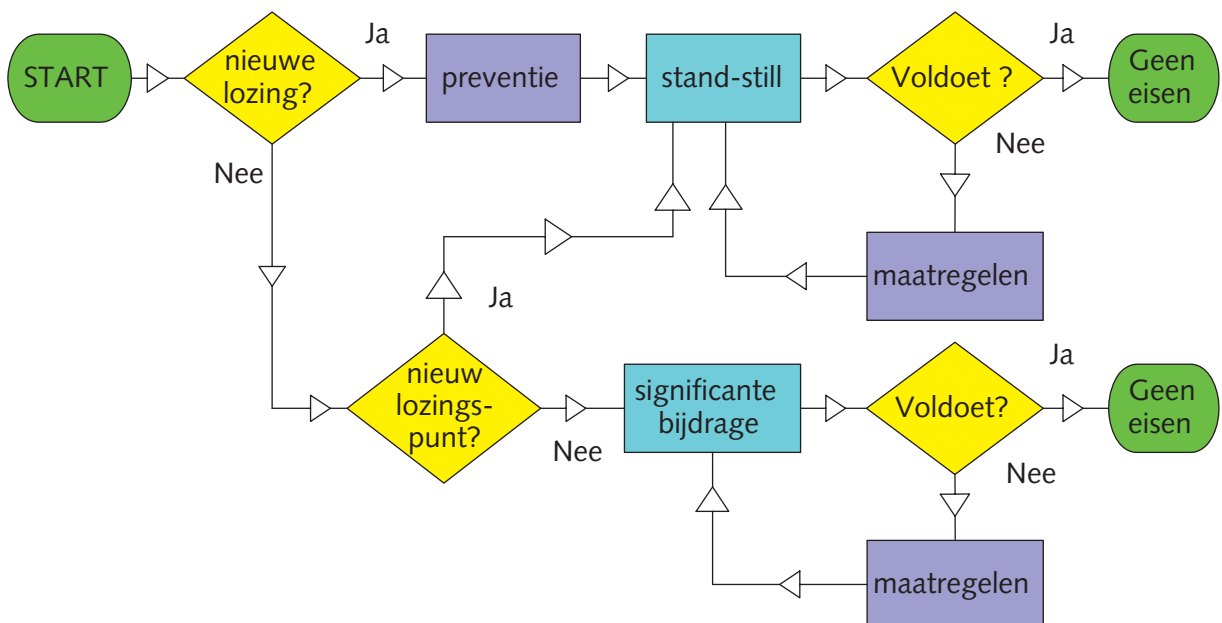 START
nieuwe
lozing?
Ja
preventie
stand-still
Voldoet ?
Ja
Geen
eisen
Nee
Nee
maatregelen
Ja
nieuw
lozings-
punt?
Nee
significante
bijdrage
Voldoet?
Ja
Geen
eisen
Nee
maatregelen